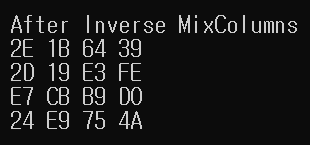 After Inverse MixColumns
2E 1B 64 39
2D 19 E3 FE
E7 CB B9 D0
24 E9 75 4A